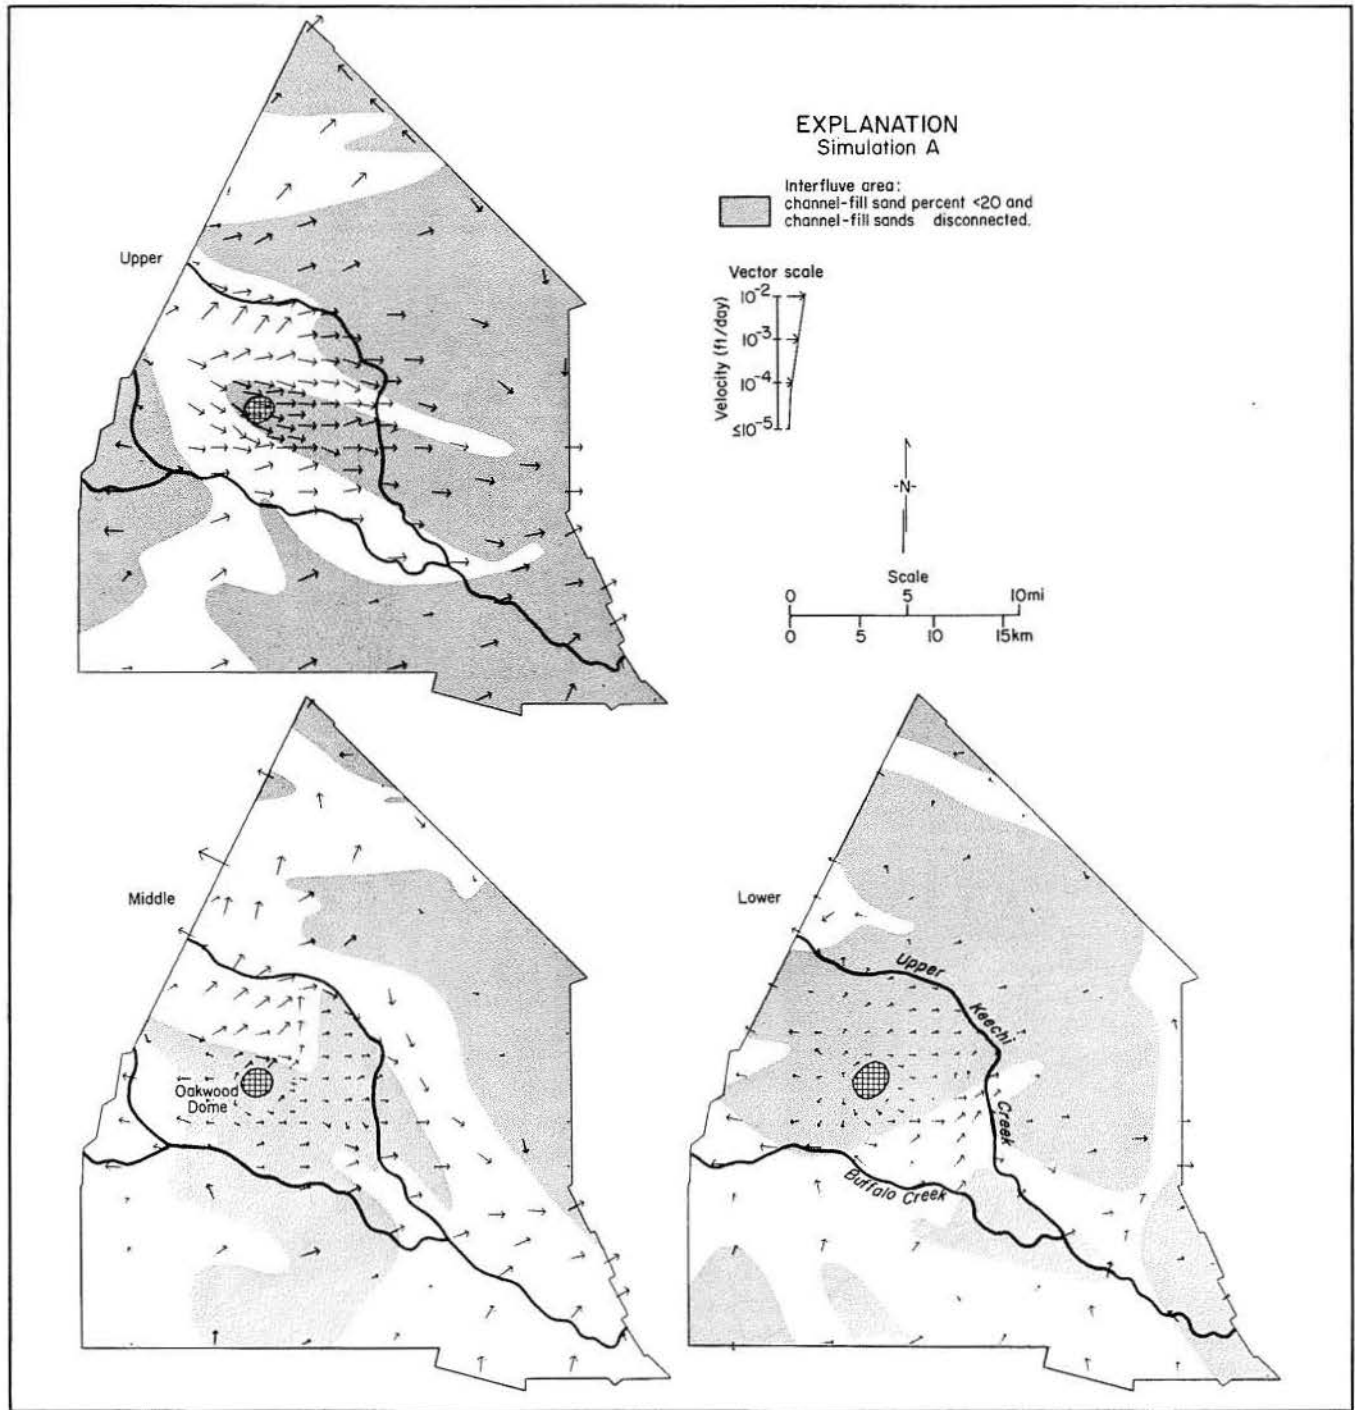 EXPLANATION
Simulation A
Interfluve area:
channel-fill sand percent <20 and
channel-fill sands disconnected.
Upper
Vector scale
Velocity (ft/day)
10-2
10-3
10-4
≤10-5
-N-
Scale
0 5 10mi
0 5 10 15km
Middle
Oakwood
Dome
Lower
Upper
Keechi
Creek
Buffalo Creek